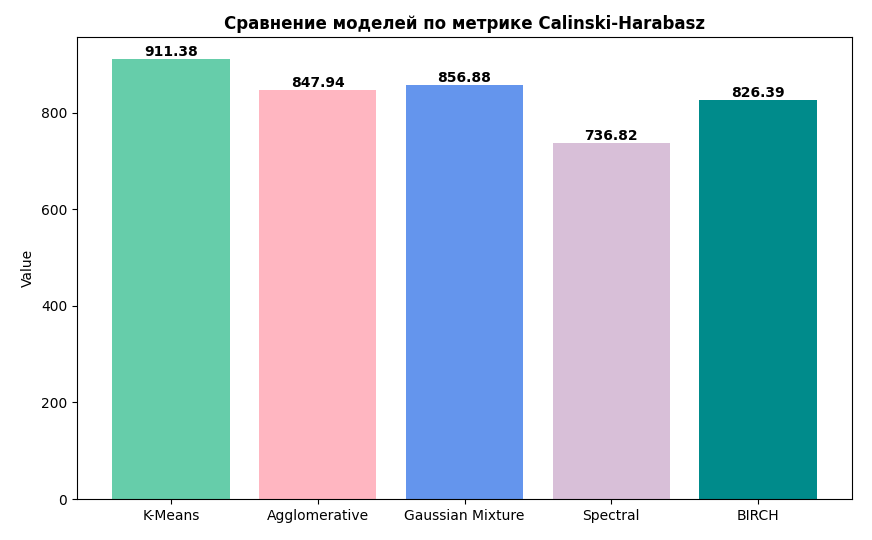 Сравнение моделей по метрике Calinski-Harabasz
911.38
847.94
856.88
736.82
826.39
800
600
400
200
0
Value
K-Means
Agglomerative
Gaussian Mixture
Spectral
BIRCH